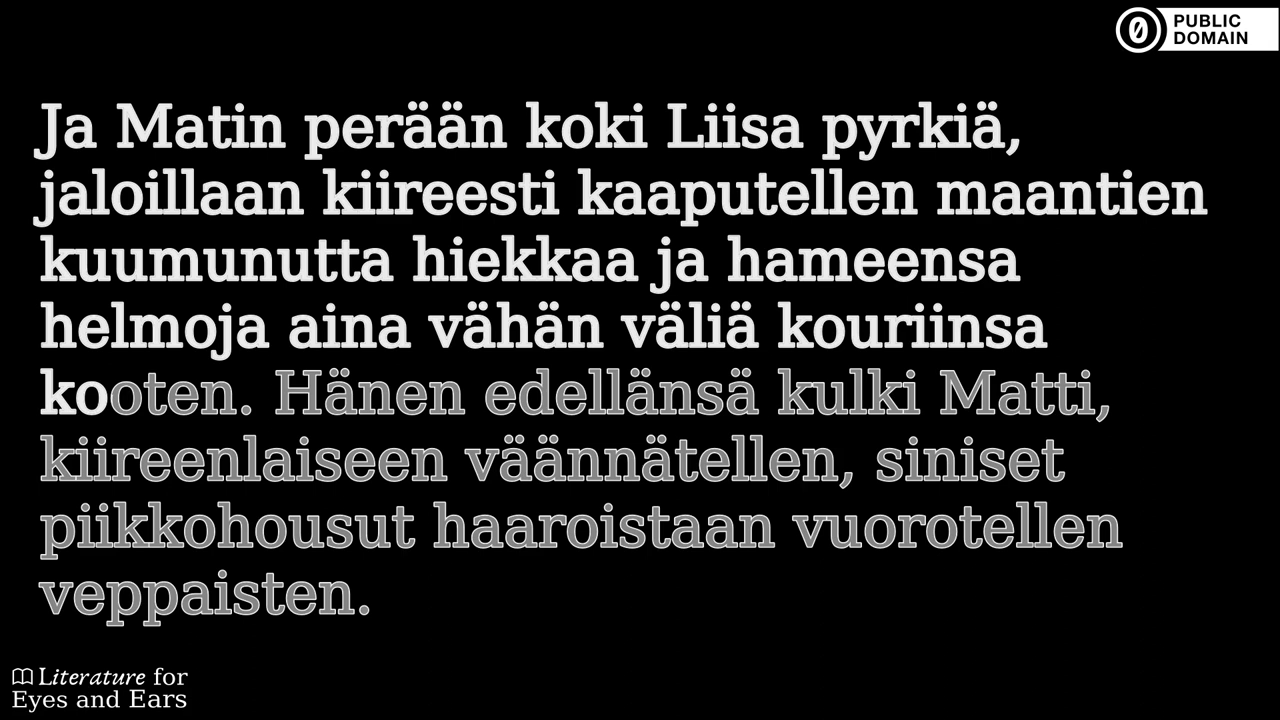 PUBLIC
DOMAIN
Ja Matin perään koki Liisa pyrkiä,
jaloillaan kiireesti kaaputellen maantien
kuumunutta hiekkaa ja hameensa
helmoja aina vähän väliä kouriinsa
kooten. Hänen edellänsä kulki Matti,
kiireenlaiseen väännätellen, siniset
piikkohousut haaroistaan vuorotellen
veppaisten.
Literature for
Eyes and Ears